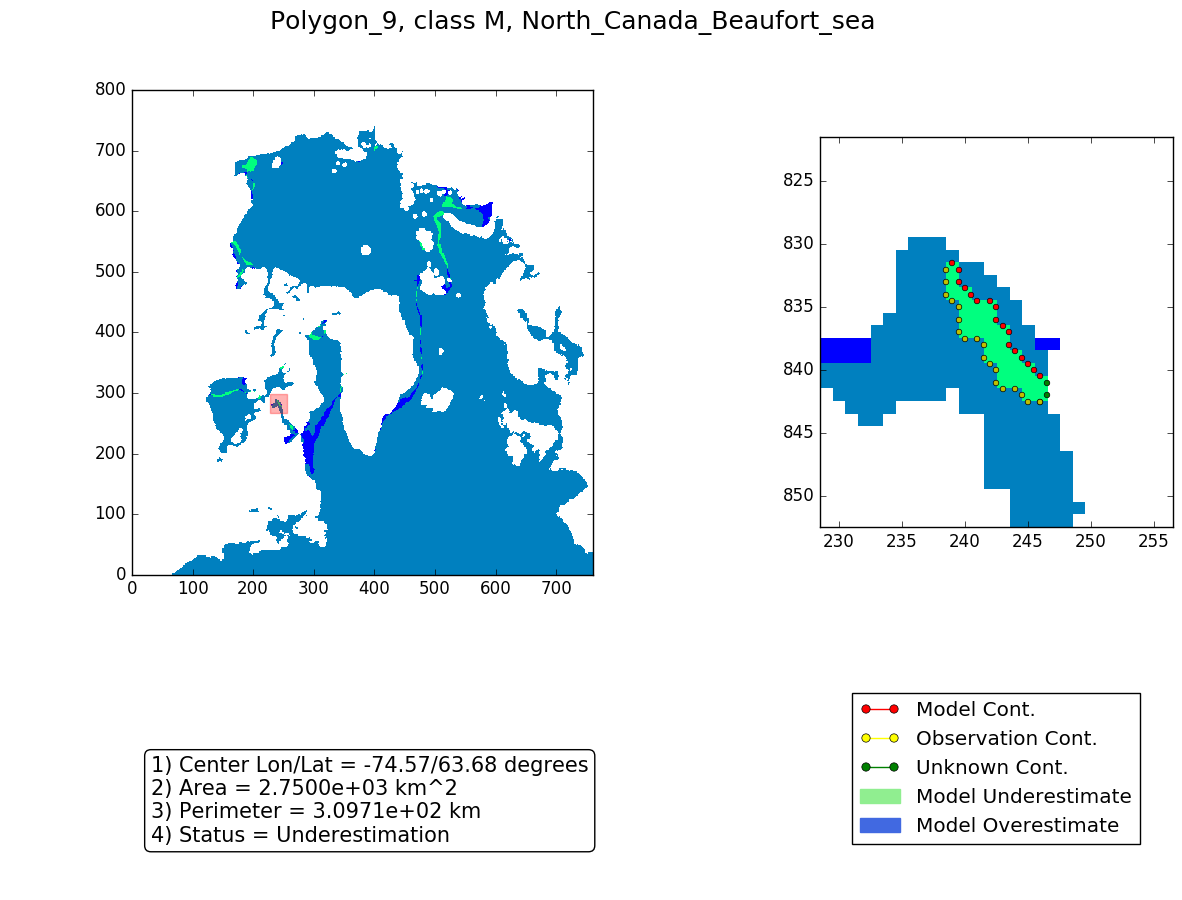 Polygon_9, class M, North_Canada_Beaufort_sea
800
700
600
500
400
300
200
100
0
0 100 200 300 400 500 600 700
825
830
835
840
845
850
230 235 240 245 250 255
1) Center Lon/Lat = -74.57/63.68 degrees
2) Area = 2.7500e+03 km^2
3) Perimeter = 3.0971e+02 km
4) Status = Underestimation
Model Cont.
Observation Cont.
Unknown Cont.
Model Underestimate
Model Overestimate